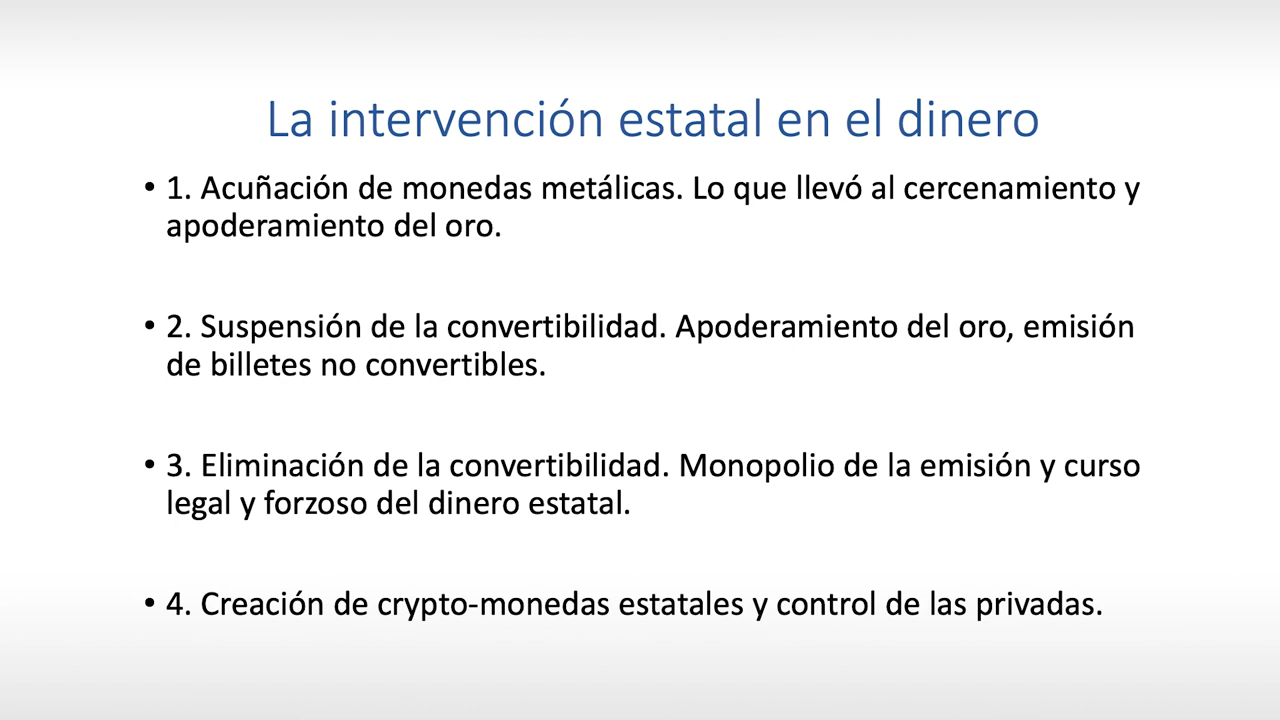 La intervención estatal en el dinero
• 1. Acuñación de monedas metálicas. Lo que llevó al cercenamiento y
apoderamiento del oro.
• 2. Suspensión de la convertibilidad. Apoderamiento del oro, emisión
de billetes no convertibles.
• 3. Eliminación de la convertibilidad. Monopolio de la emisión y curso
legal y forzoso del dinero estatal.
• 4. Creación de crypto-monedas estatales y control de las privadas.